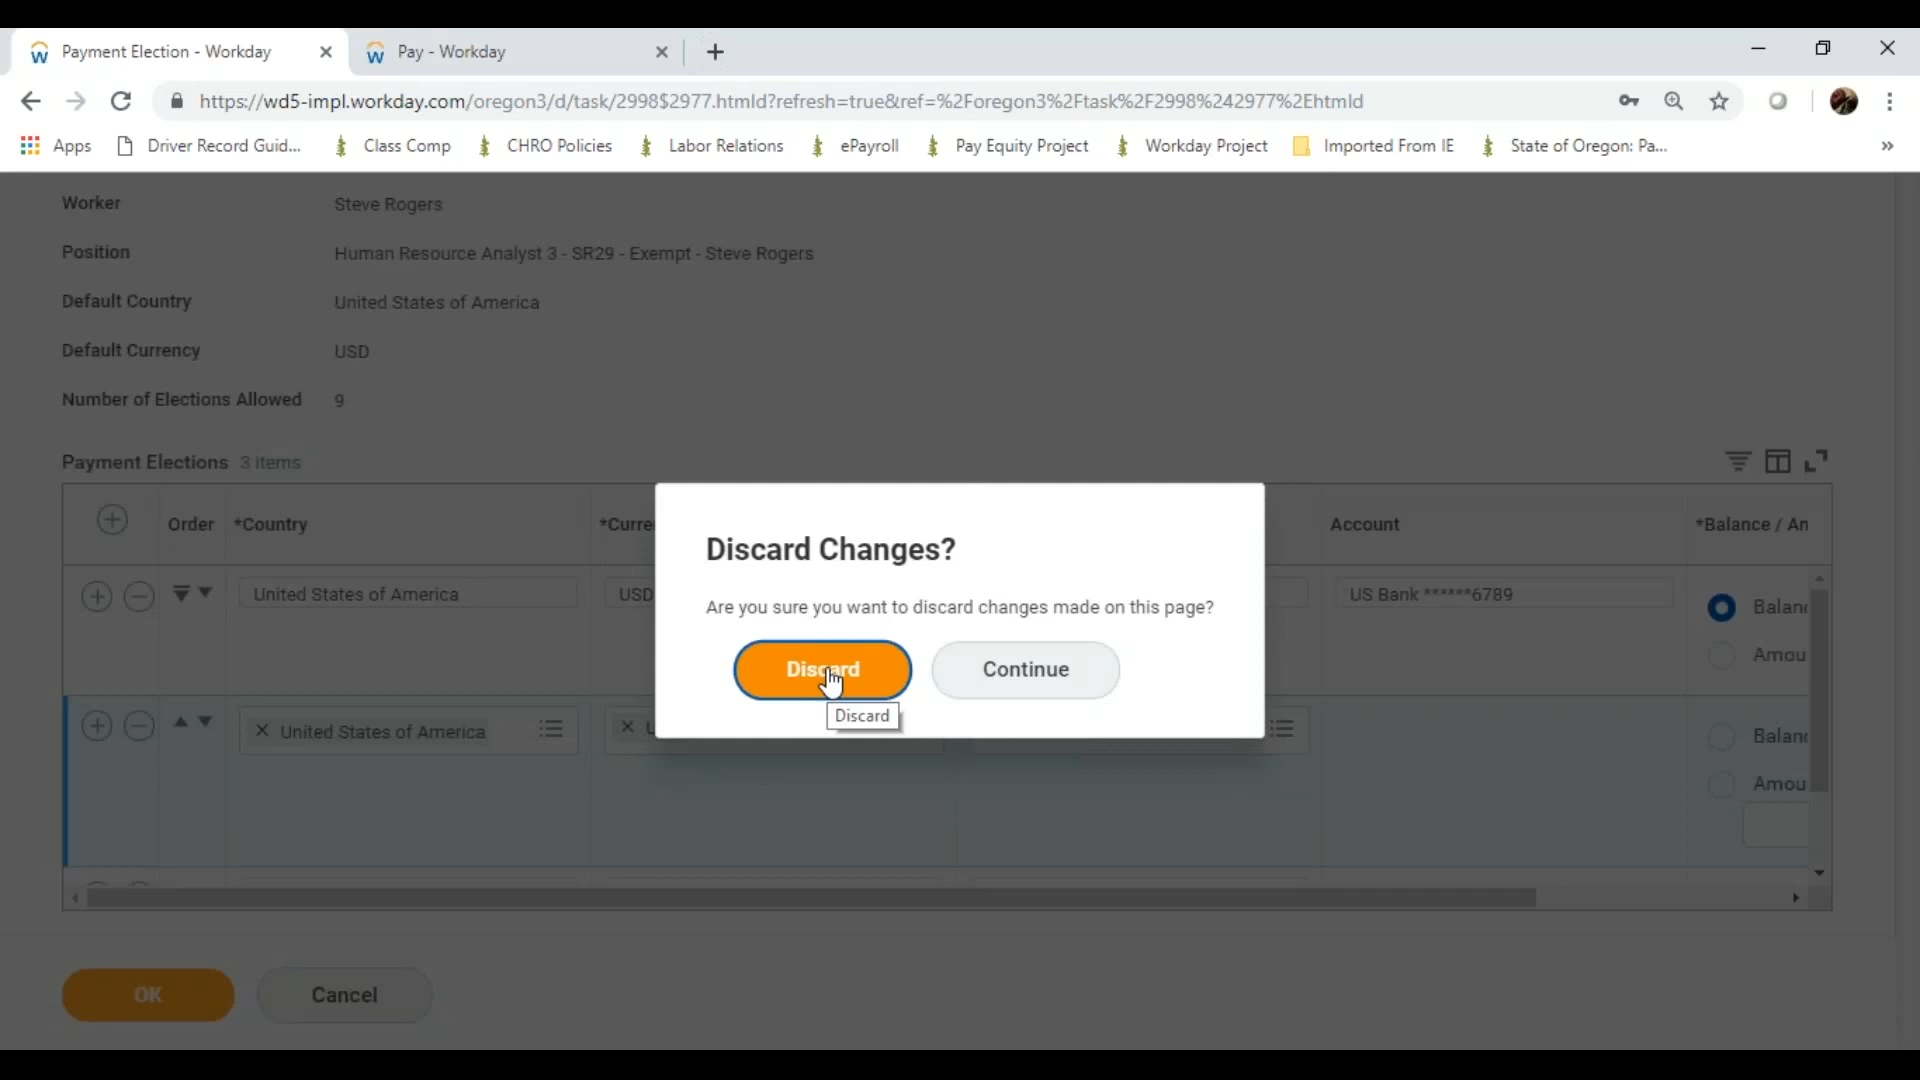 Payment Election - Workday
Pay - Workday
https://wd5-impl.workday.com/oregon3/d/task/2998$2977.htmld?refresh=true&ref=%2Foregon3%2Ftask%2F2998%242977%2Ehtmld
Apps Driver Record Guid... Class Comp CHRO Policies Labor Relations ePayroll Pay Equity Project Workday Project Imported From IE State of Oregon: Pa... »
Worker Steve Rogers
Position Human Resource Analyst 3 - SR29 - Exempt - Steve Rogers
Default Country United States of America
Default Currency USD
Number of Elections Allowed 9
Payment Elections 3 items
Order *Country *Curre Account *Balance / An
United States of America USD US Bank ******6789 Balan
Amou
United States of America Balan
Amou
Discard Changes?
Are you sure you want to discard changes made on this page?
Discard Continue
Discard
OK Cancel